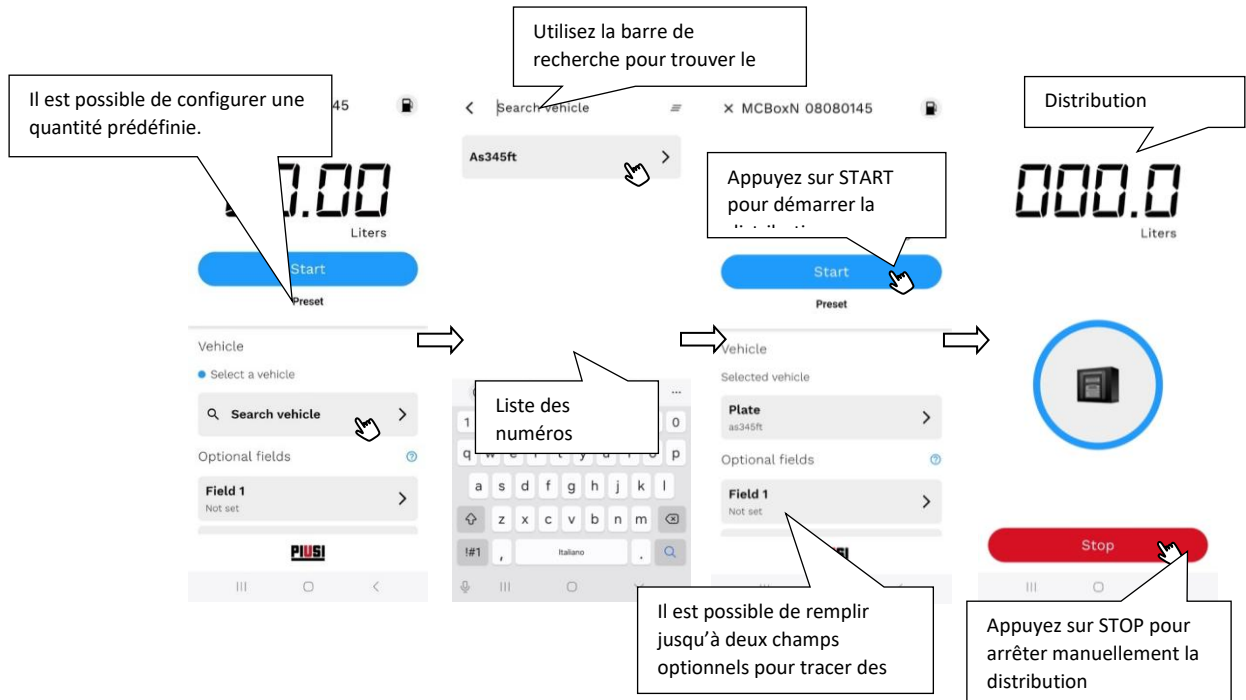 Utilisez la barre de
recherche pour trouver le
Il est possible de configurer une
quantité prédéfinie.
45
Liters
Start
Preset
Vehicle
Select a vehicle
Search vehicle
Optional fields
Field 1
Not set
PIUSI
Search vehicle
As345ft
Liste des
numéros
1 0
q p
a s d f g h j k l
z x c v b n m
!#1 , Italiano .
MCBoxN 08080145
Appuyez sur START
pour démarrer la
Start
Preset
Vehicle
Selected vehicle
Plate
as345ft
Optional fields
Field 1
Not set
Il est possible de remplir
jusqu’à deux champs
optionnels pour tracer des
Distribution
000.0
Liters
Stop
Appuyez sur STOP pour
arrêter manuellement la
distribution